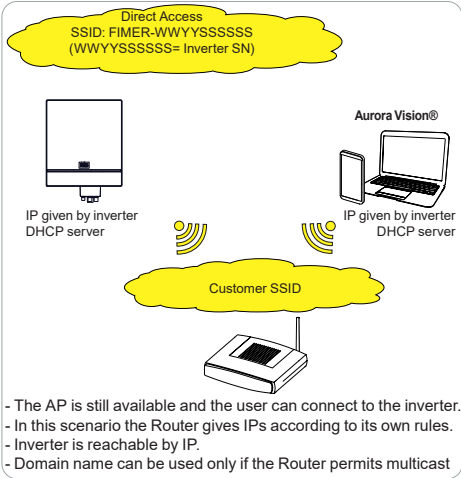 Direct Access
SSID: FIMER-WWYYSSSSSS
(WWYYSSSSSS= Inverter SN)
Aurora Vision®
IP given by inverter
DHCP server
IP given by inverter
DHCP server
Customer SSID
- The AP is still available and the user can connect to the inverter.
- In this scenario the Router gives IPs according to its own rules.
- Inverter is reachable by IP.
- Domain name can be used only if the Router permits multicast